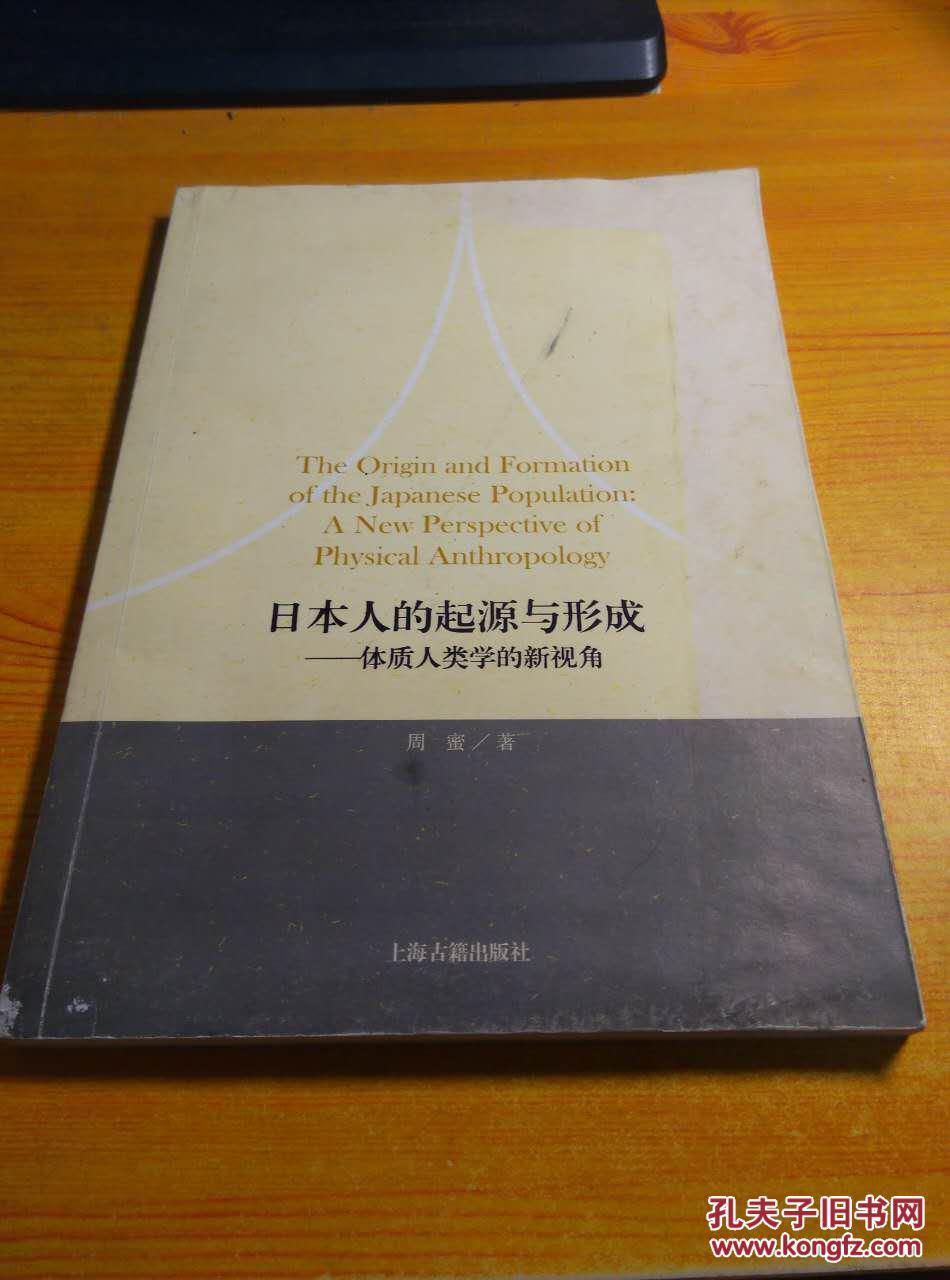 The Origin and Formation
of the Japanese Population:
A New Perspective of
Physical Anthropology
日本人的起源与形成
——体质人类学的新视角
周 蜜／著
上海古籍出版社
孔夫子旧书网
www.kongfz.com